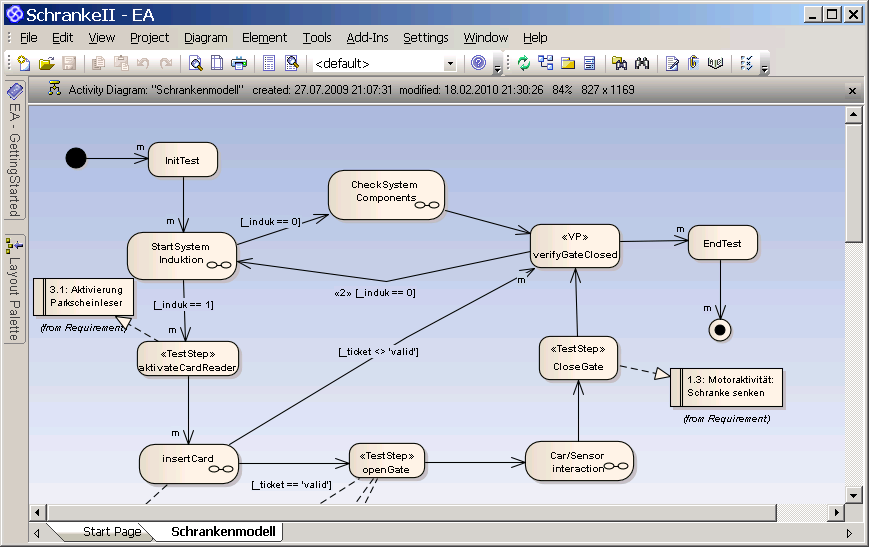 SchrankeII - EA
File Edit View Project Diagram Element Tools Add-Ins Settings Window Help
<default>
Activity Diagram: "Schrankenmodell" created: 27.07.2009 21:07:31 modified: 18.02.2010 21:30:26 84% 827 x 1169
EA - GettingStarted
Layout Palette
m
InitTest
m
CheckSystem
Components
[_induk == 0]
StartSystem
Induktion
«VP»
verifyGateClosed
m
EndTest
«2» [_induk == 0]
m
m
3.1: Aktivierung
Parkscheinleser
(from Requirement)
[_induk == 1]
m
«TestStep»
aktivateCardReader
[_ticket <> 'valid']
«TestStep»
CloseGate
1.3: Motoraktivität:
Schranke senken
(from Requirement)
m
insertCard
[_ticket == 'valid']
«TestStep»
openGate
Car/Sensor
interaction
Start Page Schrankenmodell